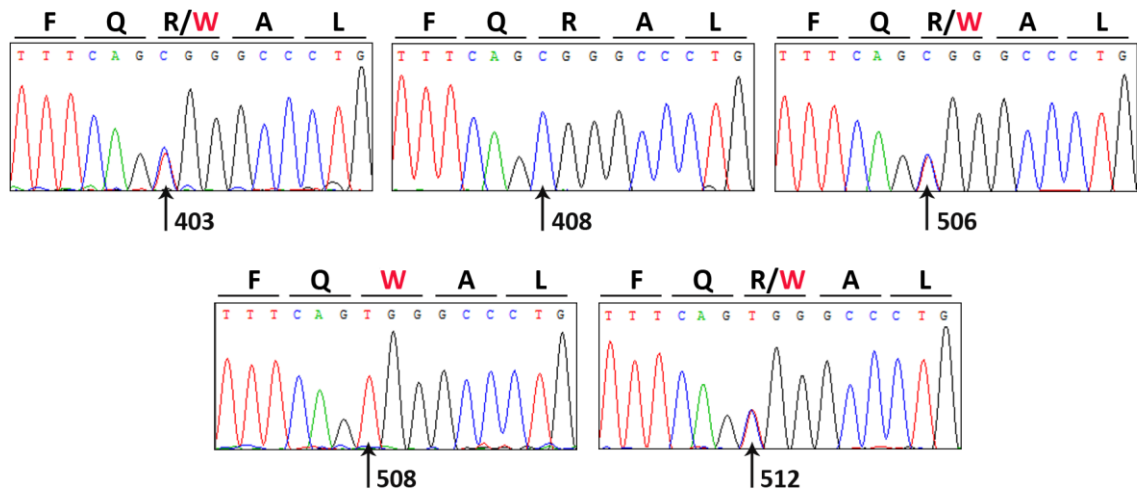 F Q R/W A L
T T T C A G C G G G C C C T G
403
F Q R A L
T T T C A G C G G G C C C T G
408
F Q R/W A L
T T T C A G C G G G C C C T G
506
F Q W A L
T T T C A G T G G G C C C T G
508
F Q R/W A L
T T T C A G T G G G C C C T G
512